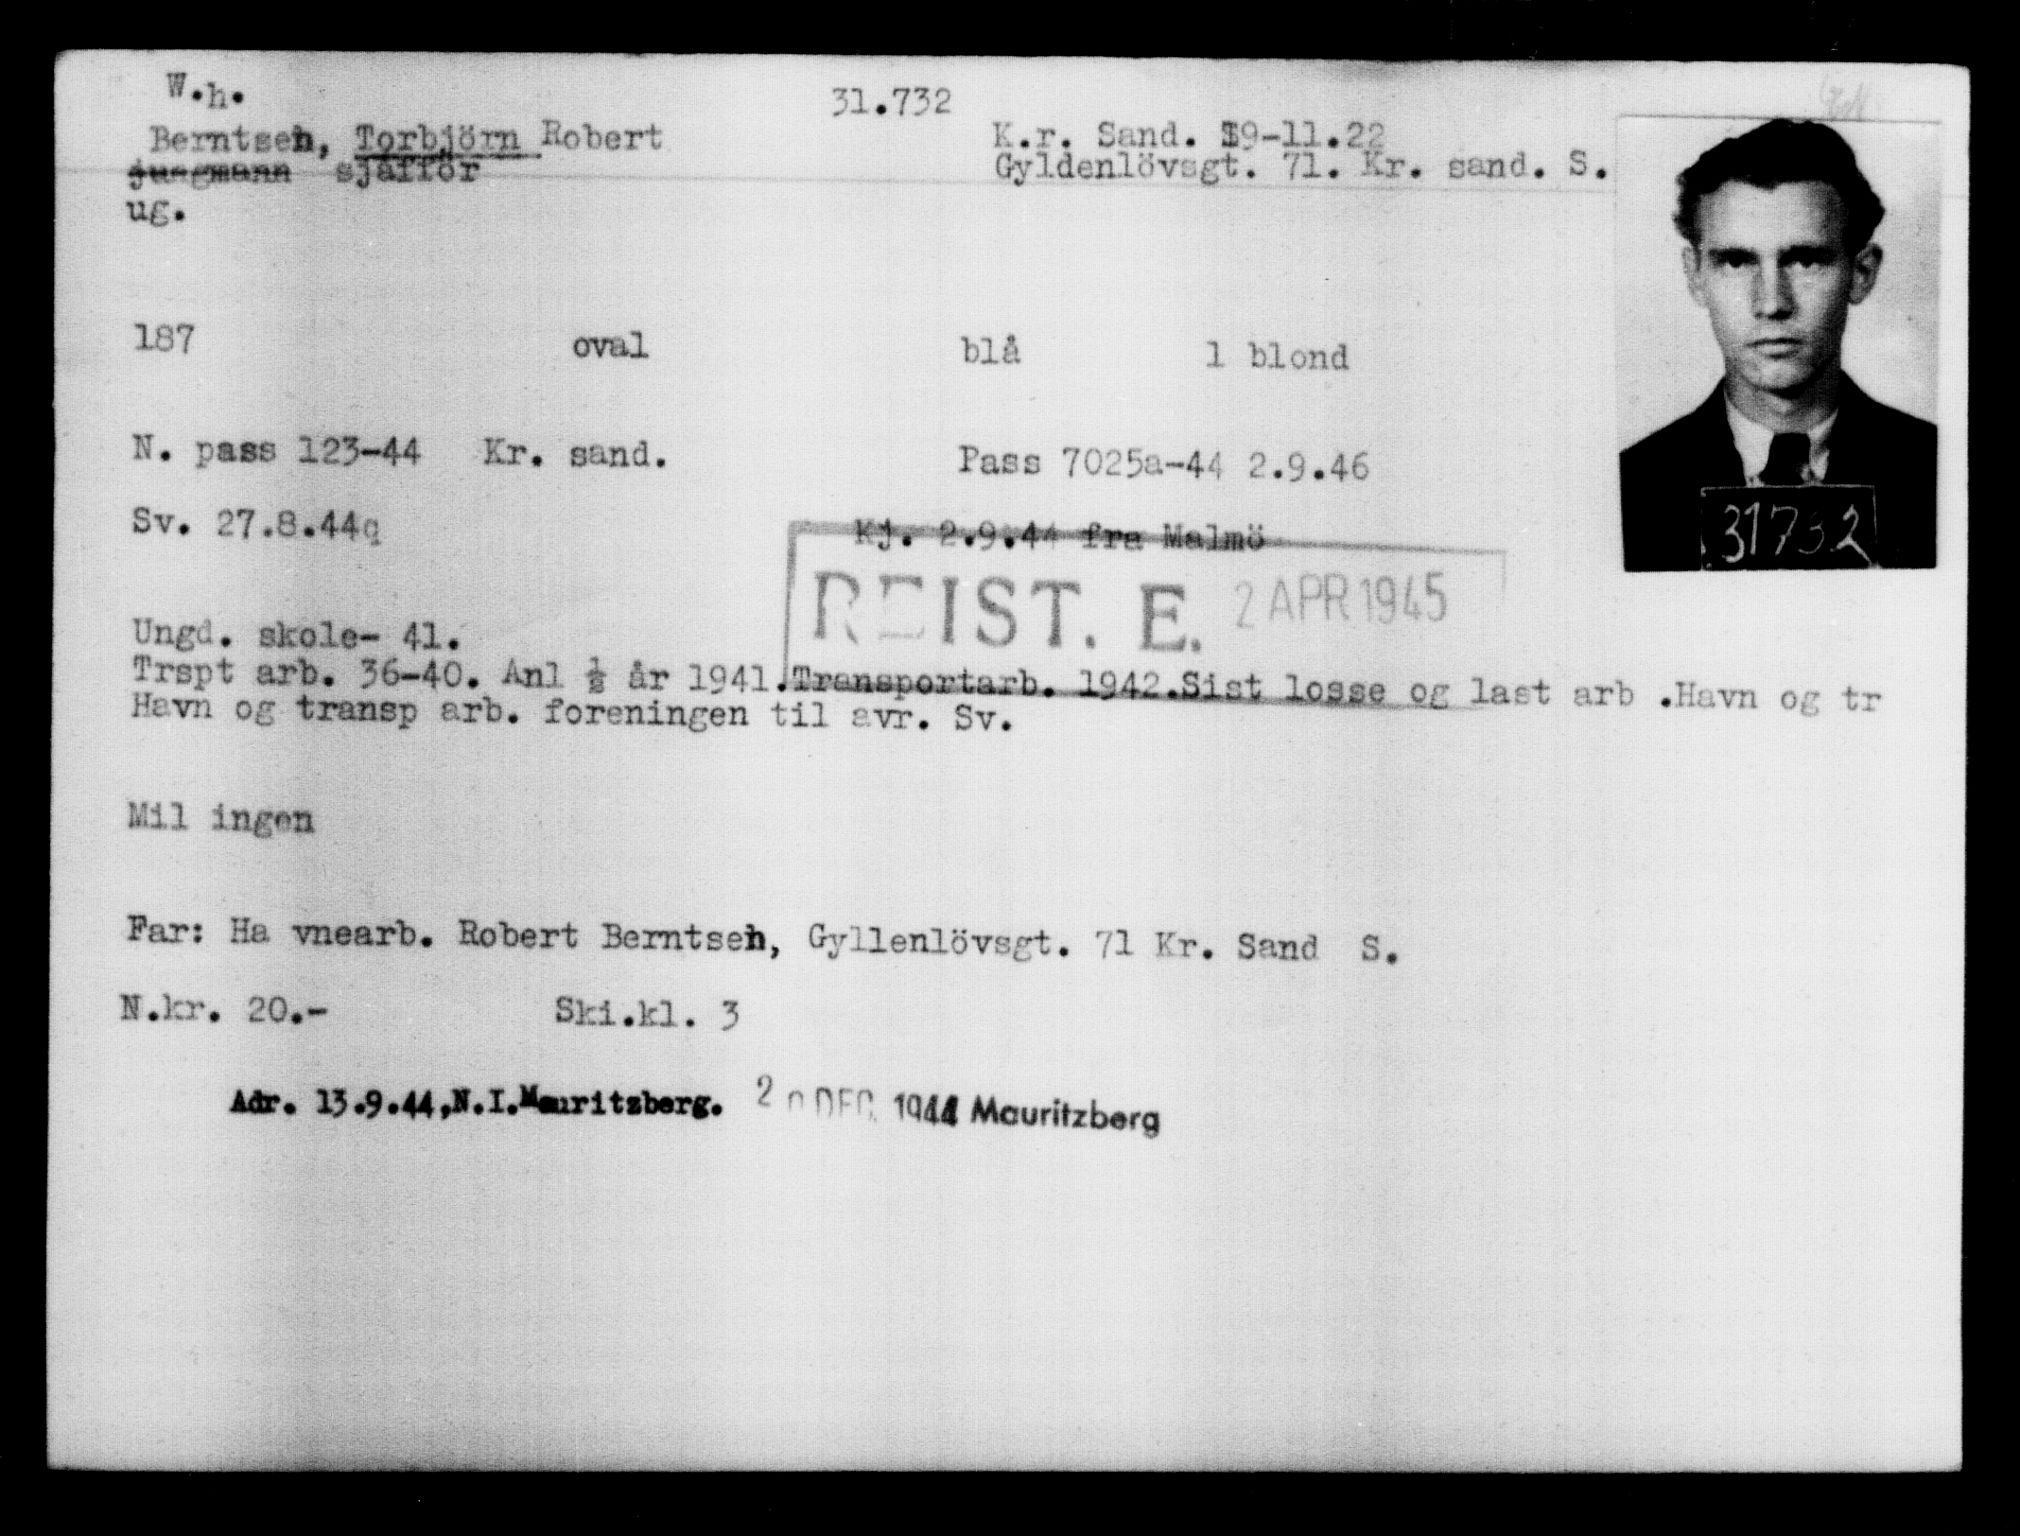 W.h.
31.732
Berntsen, Torbjörn Robert
K.r. Sand. 19-11.22
jungmann sjåfför
Gyldenlövsgt. 71. Kr. sand. S.
ug.
187 oval blå l blond
N. pass 123-44 Kr. sand.
Pass 7025a-44 2.9.46
31732
Sv. 27.8.44q
Kj. 2.9.44 fra Malmö
REIST. E. 2 APR 1945
Ungd. skole- 41.
Trspt arb. 36-40. Anl ½ år 1941.Transportarb. 1942.Sist losse og last arb .Havn og tr
Havn og transp arb. foreningen til avr. Sv.
Mil ingen
Far: Ha vnearb. Robert Berntsen, Gyllenlövsgt. 71 Kr. Sand S.
N.kr. 20.- Ski.kl. 3
Adr. 13.9.44,N.I.Mauritzberg. DEC. 1944 Mauritzberg